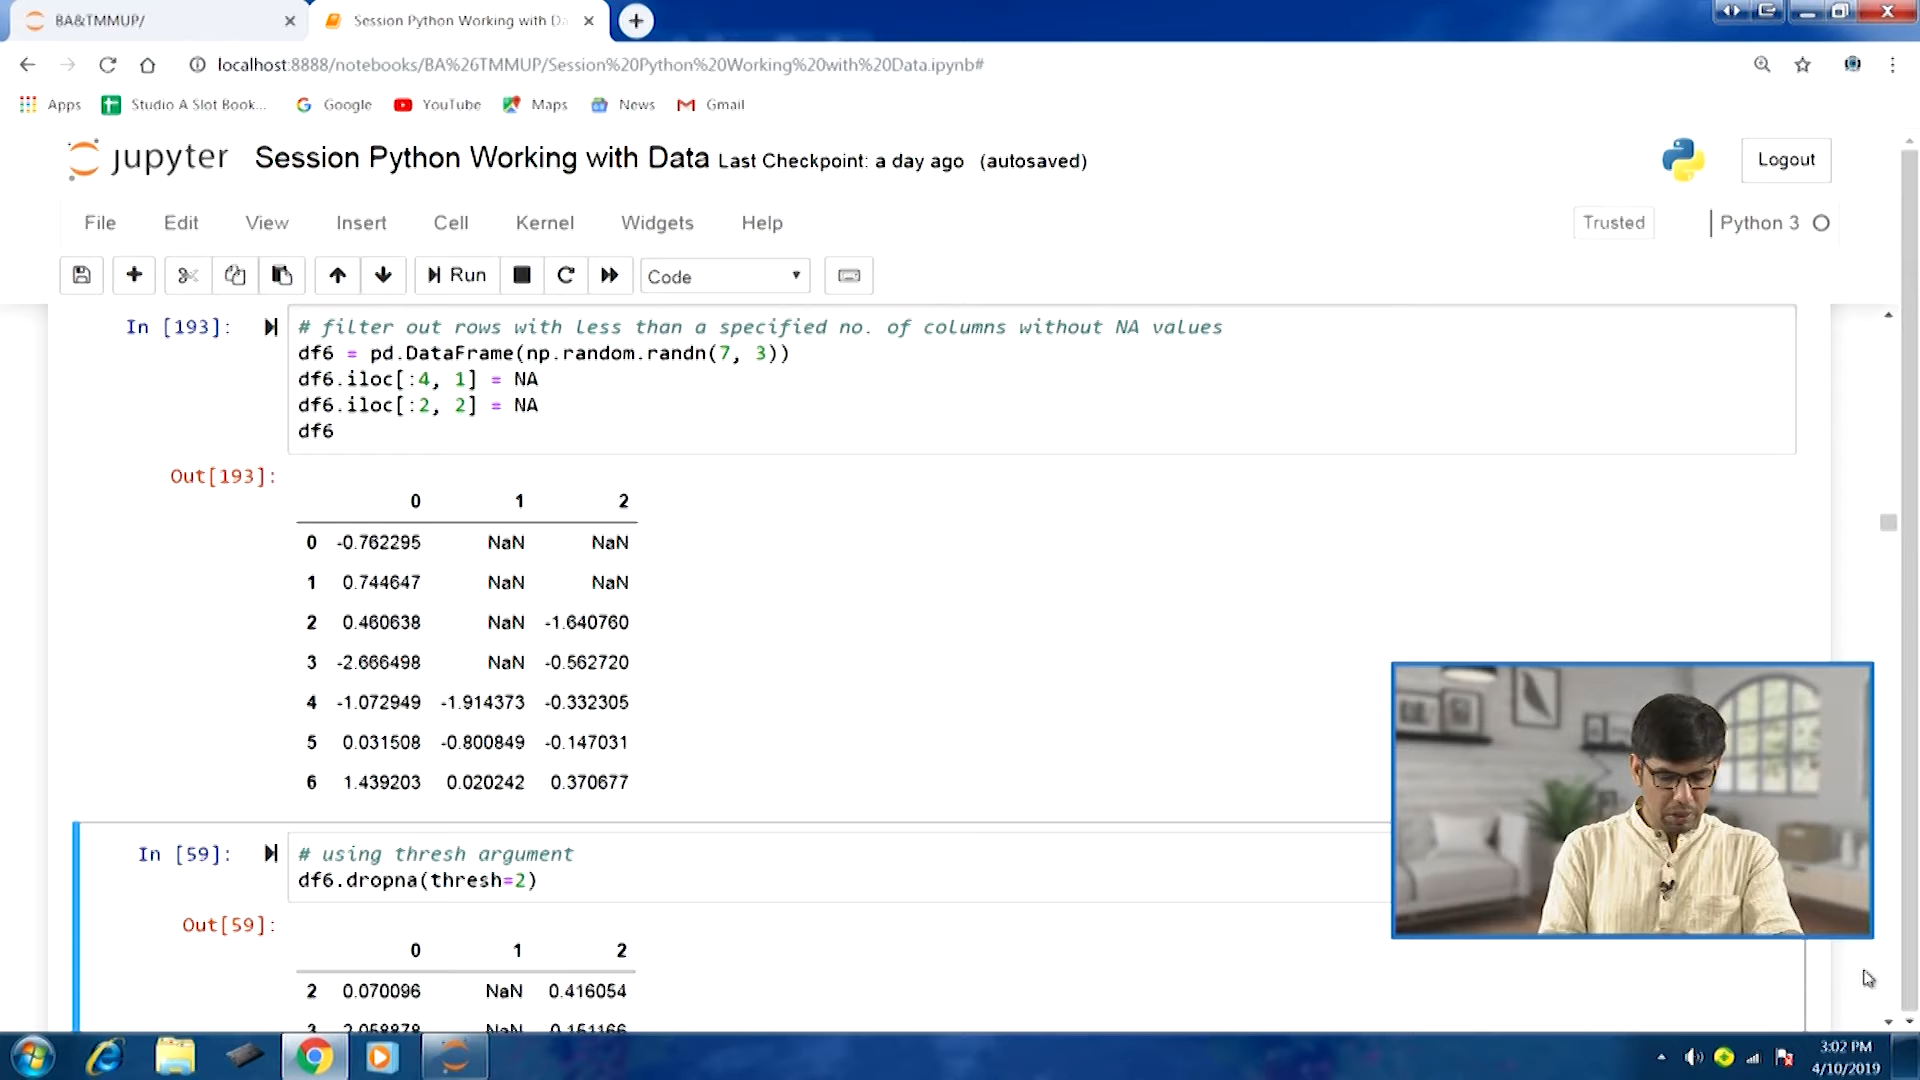 BA&TMMUP/
Session Python Working with Da
localhost:8888/notebooks/BA%26TMMUP/Session%20Python%20Working%20with%20Data.ipynb#
Apps Studio A Slot Book... Google YouTube Maps News Gmail
jupyter Session Python Working with Data Last Checkpoint: a day ago (autosaved) Logout
File Edit View Insert Cell Kernel Widgets Help Trusted Python 3
Run Code
In [193]: # filter out rows with less than a specified no. of columns without NA values
df6 = pd.DataFrame(np.random.randn(7, 3))
df6.iloc[:4, 1] = NA
df6.iloc[:2, 2] = NA
df6
Out[193]:
0 1 2
0 -0.762295 NaN NaN
1 0.744647 NaN NaN
2 0.460638 NaN -1.640760
3 -2.666498 NaN -0.562720
4 -1.072949 -1.914373 -0.332305
5 0.031508 -0.800849 -0.147031
6 1.439203 0.020242 0.370677
In [59]: # using thresh argument
df6.dropna(thresh=2)
Out[59]:
0 1 2
2 0.070096 NaN 0.416054
3 2.058878 NaN 0.151166
3:02 PM
4/10/2019